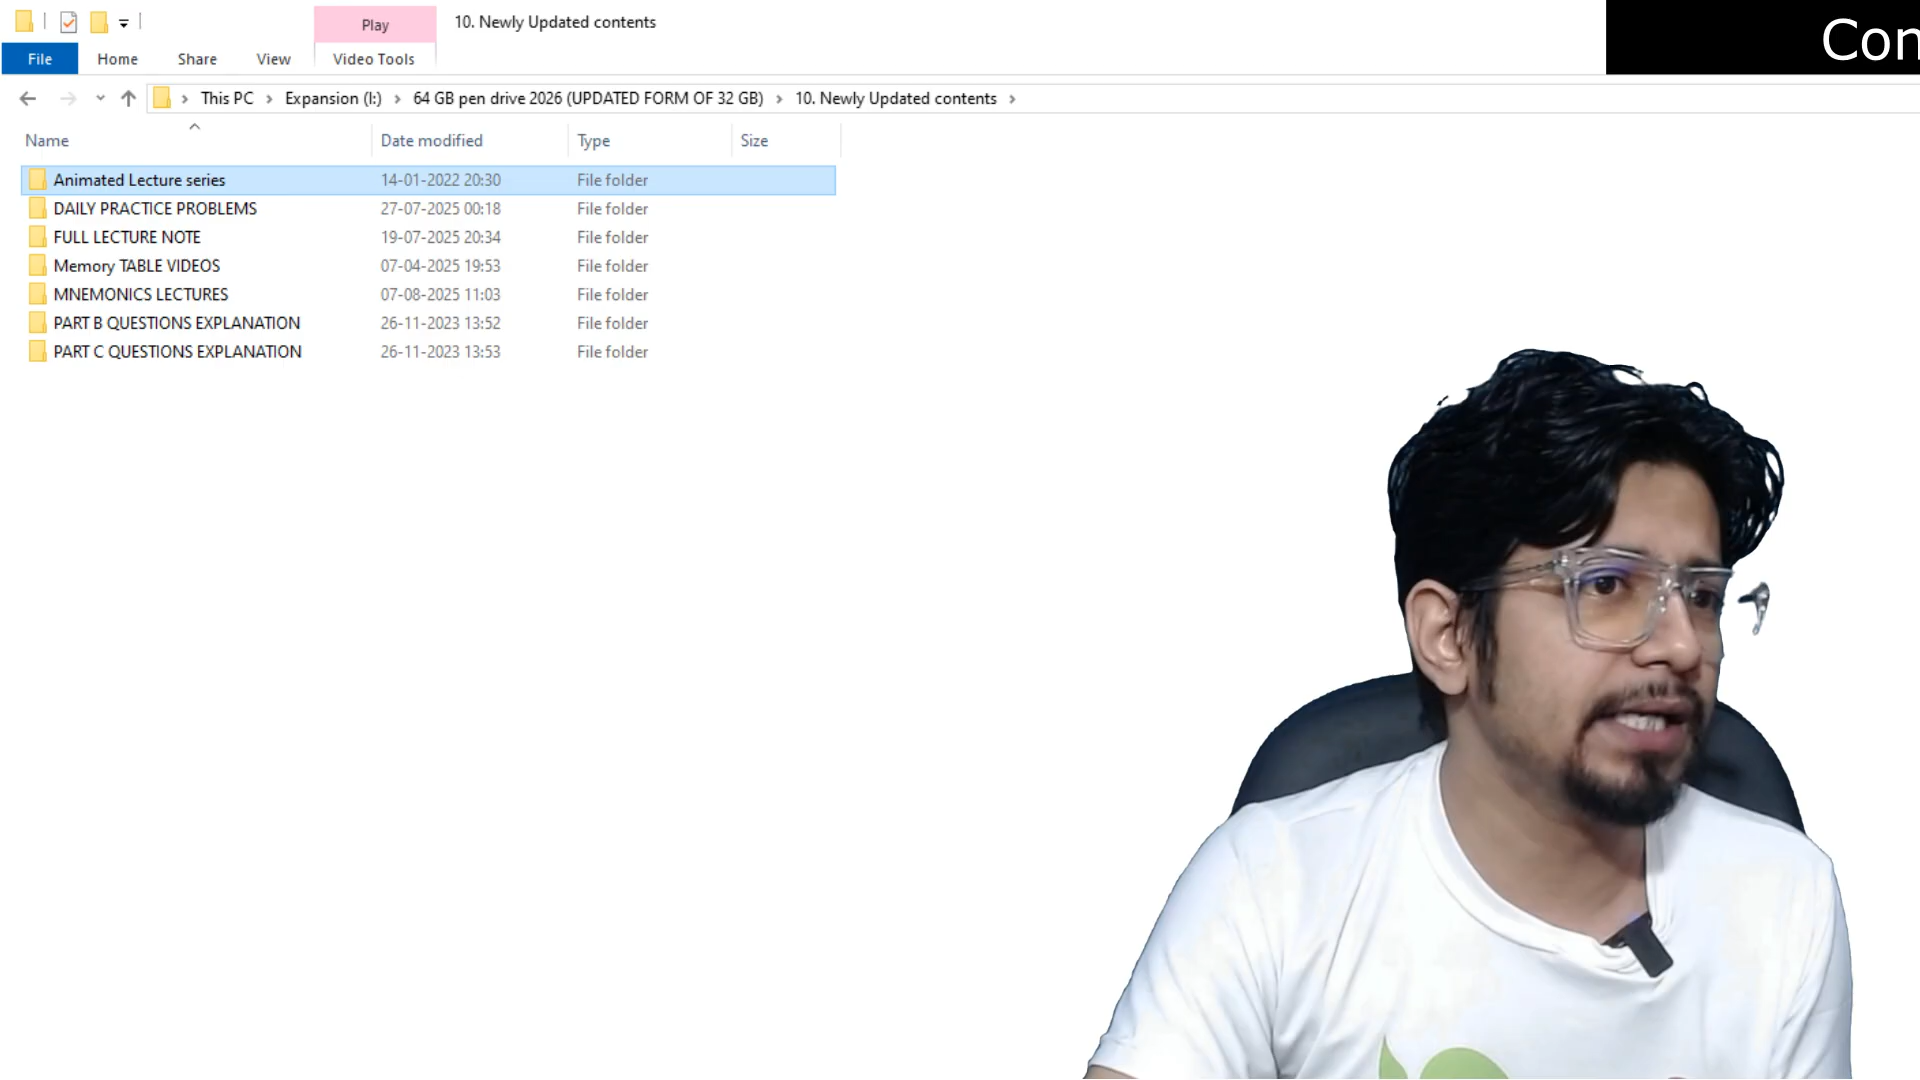 Play
10. Newly Updated contents
File
Home
Share
View
Video Tools
This PC > Expansion (I:) > 64 GB pen drive 2026 (UPDATED FORM OF 32 GB) > 10. Newly Updated contents >
Name Date modified Type Size
Animated Lecture series 14-01-2022 20:30 File folder
DAILY PRACTICE PROBLEMS 27-07-2025 00:18 File folder
FULL LECTURE NOTE 19-07-2025 20:34 File folder
Memory TABLE VIDEOS 07-04-2025 19:53 File folder
MNEMONICS LECTURES 07-08-2025 11:03 File folder
PART B QUESTIONS EXPLANATION 26-11-2023 13:52 File folder
PART C QUESTIONS EXPLANATION 26-11-2023 13:53 File folder